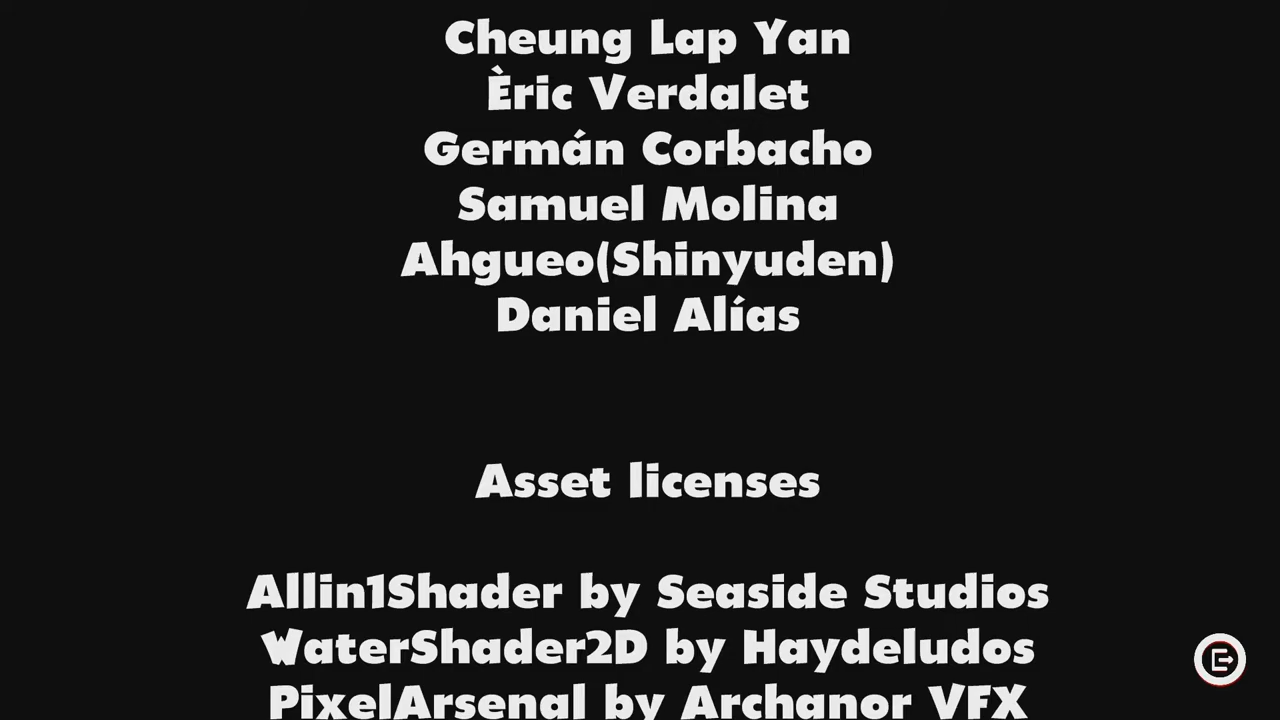 Cheung Lap Yan
Èric Verdalet
Germán Corbacho
Samuel Molina
Ahgueo(Shinyuden)
Daniel Alías
Asset licenses
Allin1Shader by Seaside Studios
WaterShader2D by Haydeludos
PixelArsenal by Archanor VFX